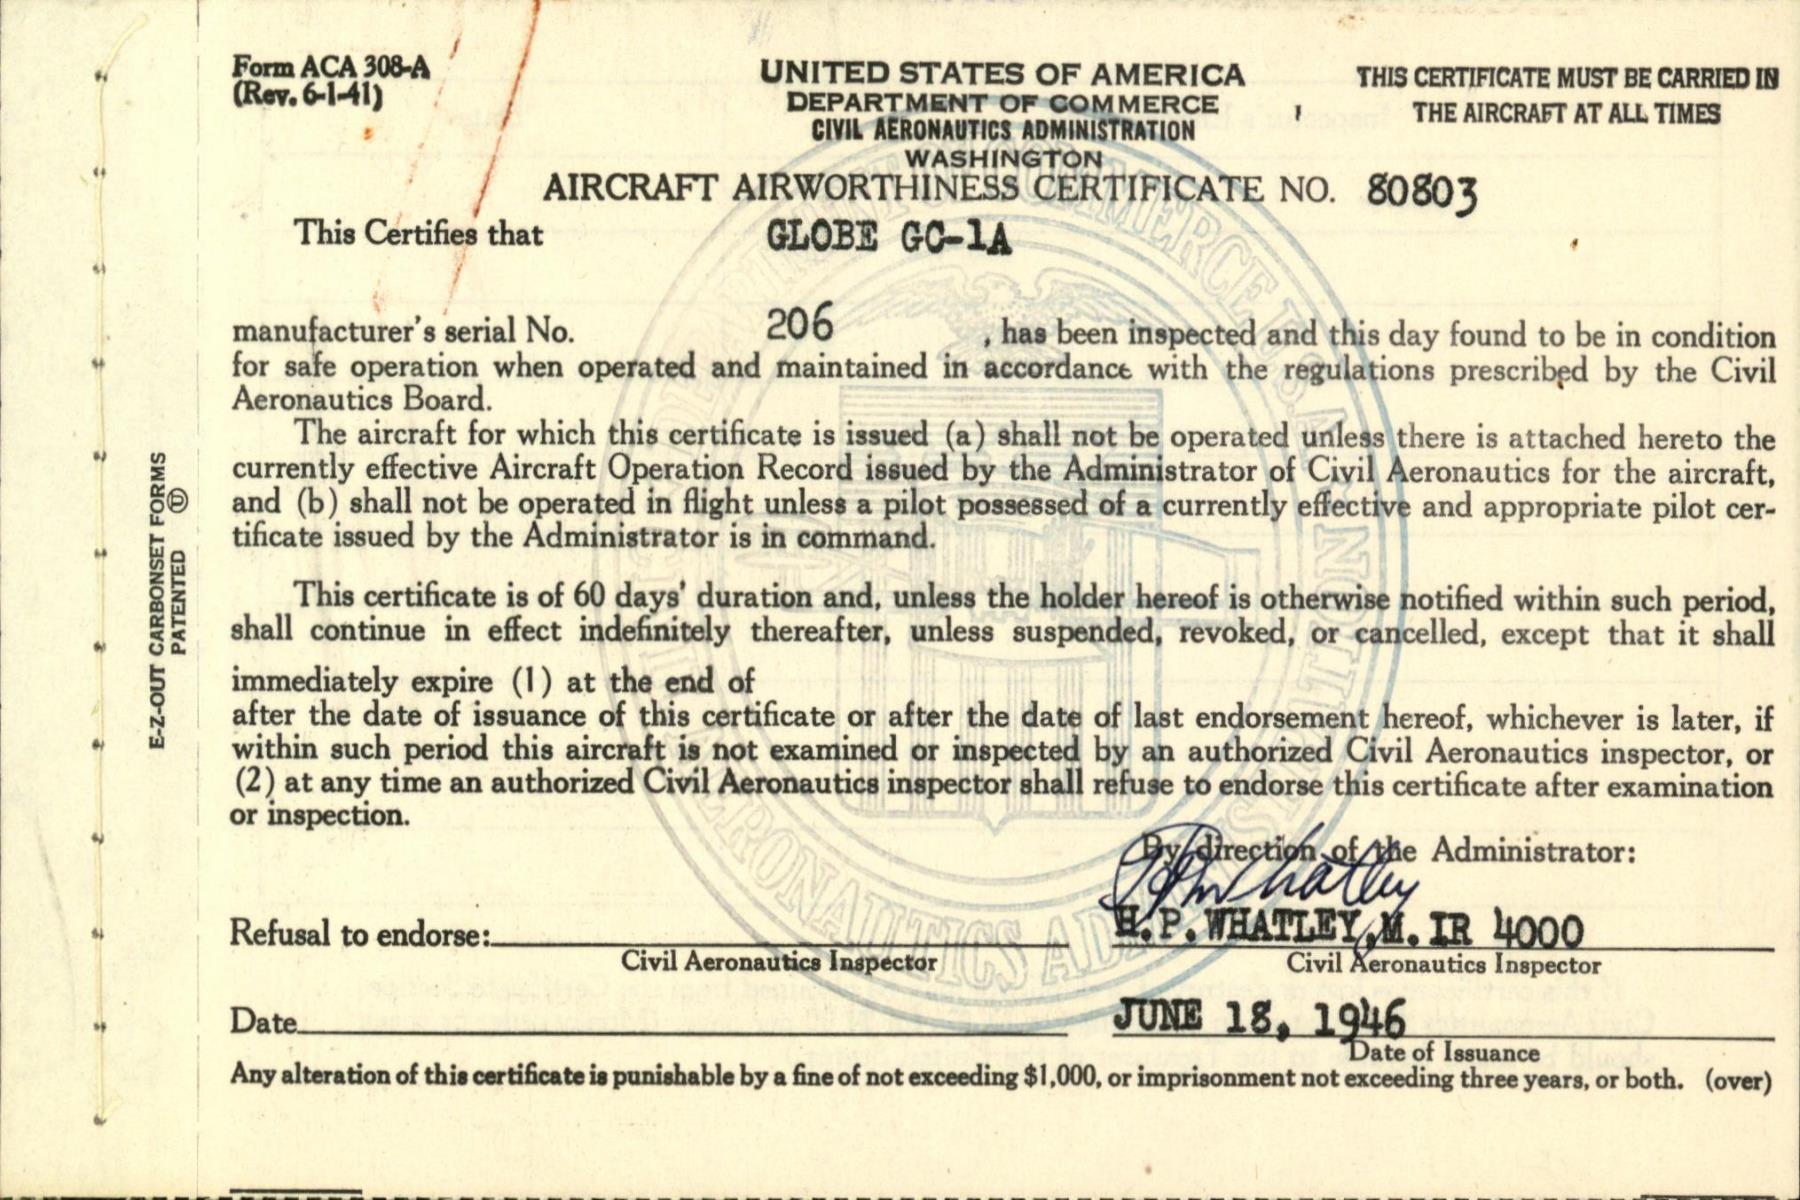 Form ACA 308-A
(Rev. 6-1-41)
UNITED STATES OF AMERICA
DEPARTMENT OF COMMERCE
CIVIL AERONAUTICS ADMINISTRATION
WASHINGTON
THIS CERTIFICATE MUST BE CARRIED IN
THE AIRCRAFT AT ALL TIMES
AIRCRAFT AIRWORTHINESS CERTIFICATE NO. 80803
This Certifies that GLOBE GC-1A
manufacturer's serial No. 206 , has been inspected and this day found to be in condition
for safe operation when operated and maintained in accordance with the regulations prescribed by the Civil
Aeronautics Board.
The aircraft for which this certificate is issued (a) shall not be operated unless there is attached hereto the
currently effective Aircraft Operation Record issued by the Administrator of Civil Aeronautics for the aircraft,
and (b) shall not be operated in flight unless a pilot possessed of a currently effective and appropriate pilot cer-
tificate issued by the Administrator is in command.
This certificate is of 60 days' duration and, unless the holder hereof is otherwise notified within such period,
shall continue in effect indefinitely thereafter, unless suspended, revoked, or cancelled, except that it shall
immediately expire (1) at the end of
after the date of issuance of this certificate or after the date of last endorsement hereof, whichever is later, if
within such period this aircraft is not examined or inspected by an authorized Civil Aeronautics inspector, or
(2) at any time an authorized Civil Aeronautics inspector shall refuse to endorse this certificate after examination
or inspection.
By direction of the Administrator:
HPWhatley
Refusal to endorse: H.P. WHATLEY, M. IR 4000
Civil Aeronautics Inspector Civil Aeronautics Inspector
Date JUNE 18, 1946
Date of Issuance
Any alteration of this certificate is punishable by a fine of not exceeding $1,000, or imprisonment not exceeding three years, or both. (over)
E-Z-OUT CARBONSET FORMS
PATENTED U
DEPARTMENT OF COMMERCE U.S.A.
CIVIL AERONAUTICS ADMINISTRATION